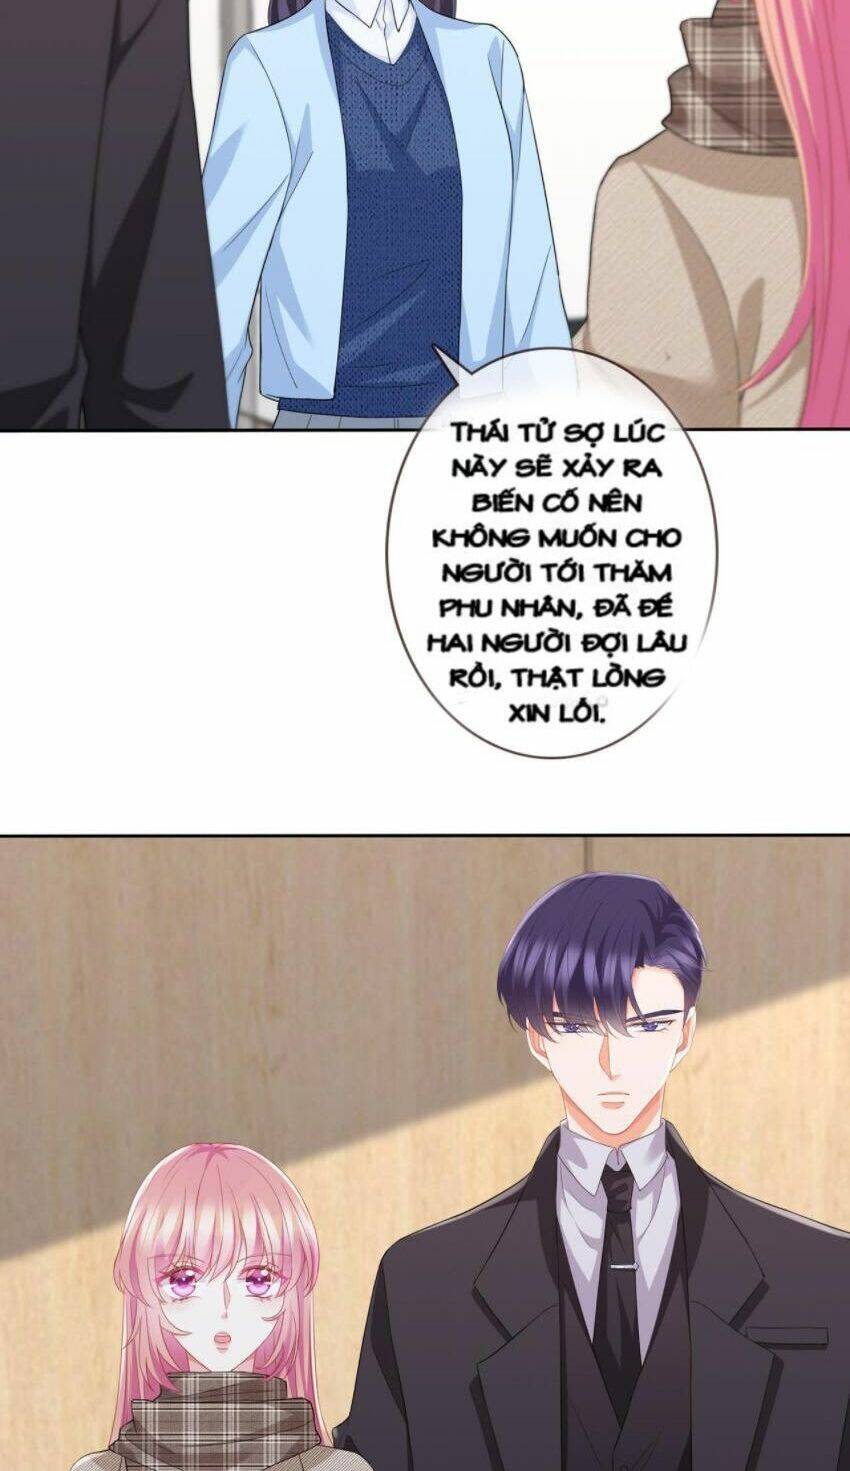 THÁI TỬ SỢ LÚC
NÀY SẼ XẢY RA
BIẾN CỐ NÊN
KHÔNG MUỐN CHO
NGƯỜI TỚI THĂM
PHU NHÂN, ĐÃ ĐỂ
HAI NGƯỜI ĐỢI LÂU
RỒI, THẬT LÒNG
XIN LỖI.